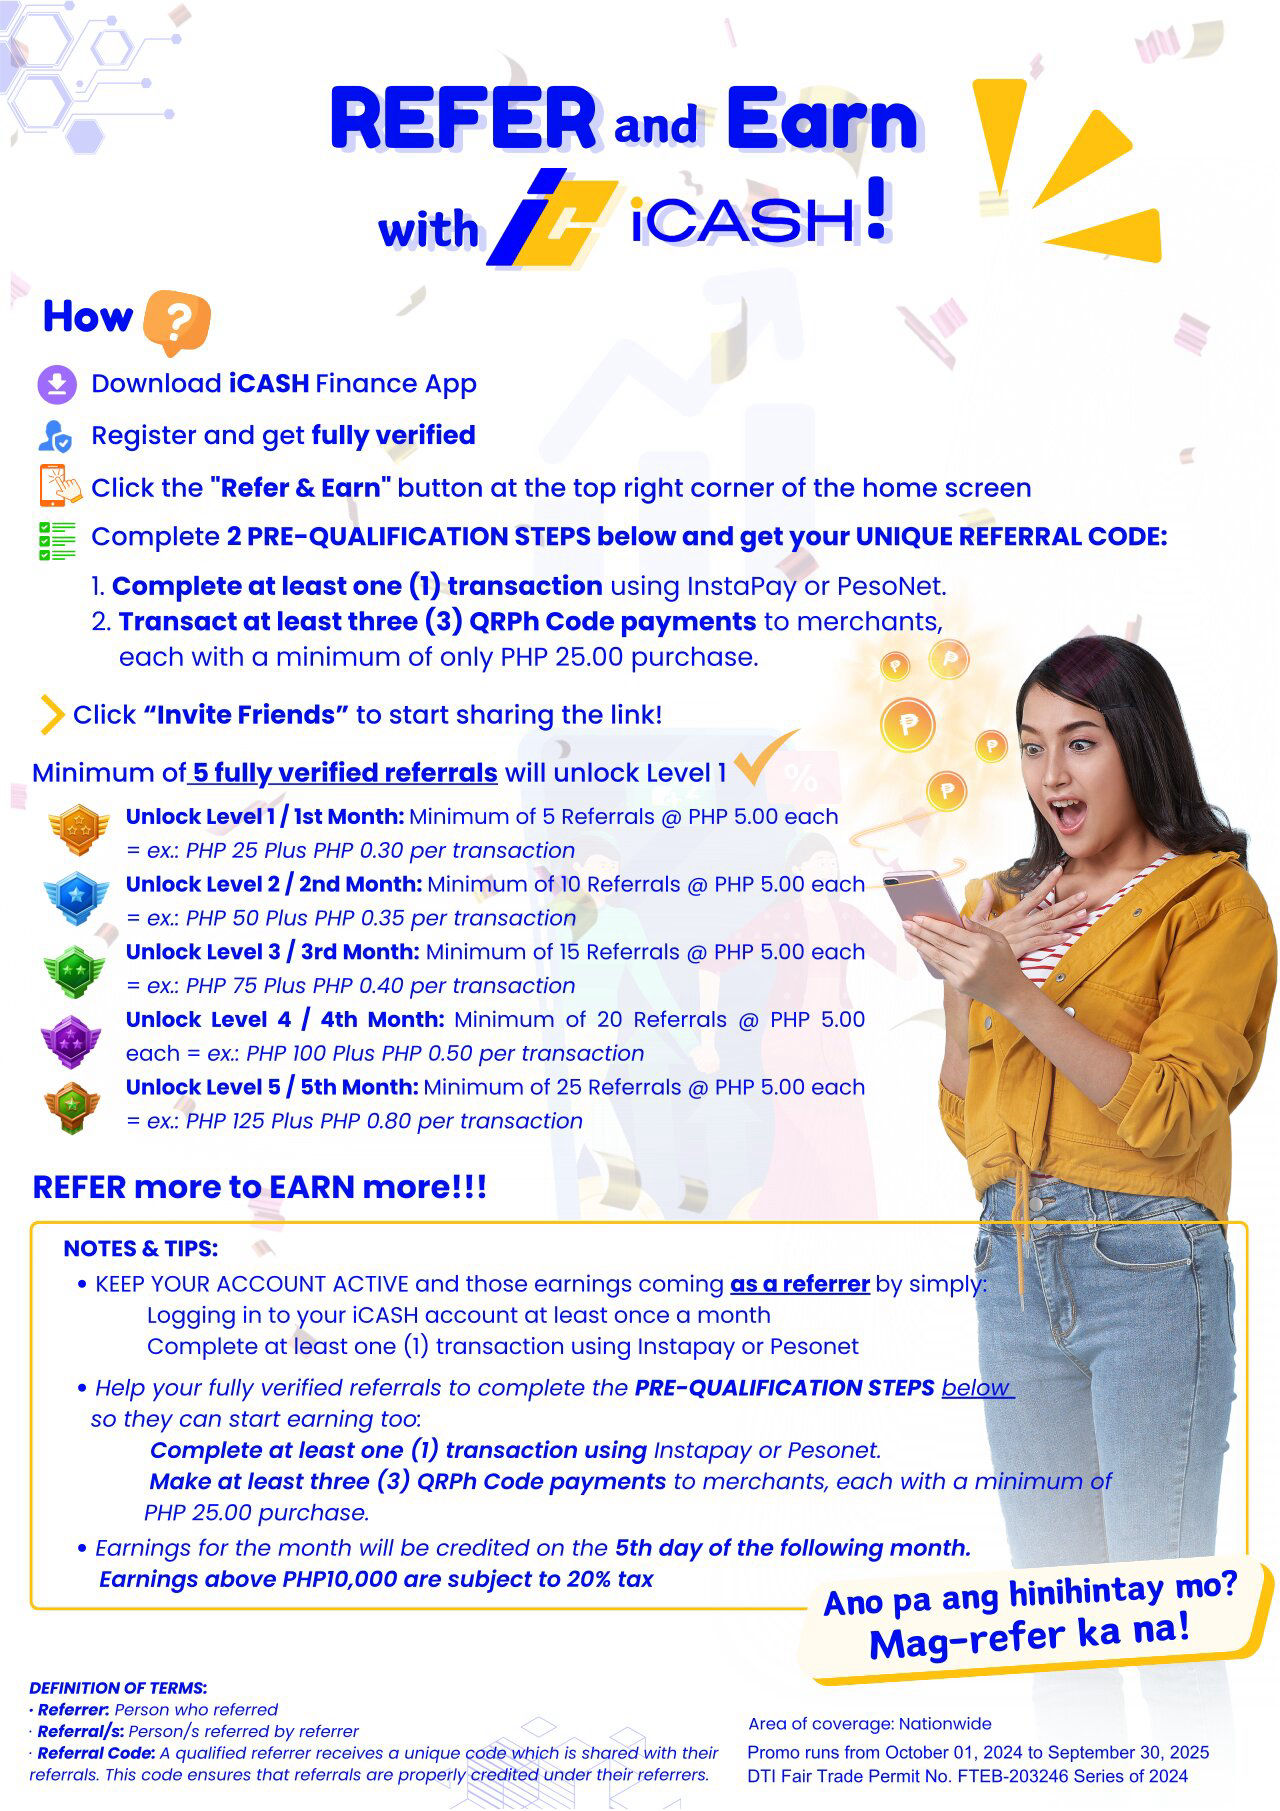 REFER and Earn
with iC iCASH!
How ?
Download iCASH Finance App
Register and get fully verified
Click the "Refer & Earn" button at the top right corner of the home screen
Complete 2 PRE-QUALIFICATION STEPS below and get your UNIQUE REFERRAL CODE:
1. Complete at least one (1) transaction using InstaPay or PesoNet.
2. Transact at least three (3) QRPh Code payments to merchants,
each with a minimum of only PHP 25.00 purchase.
Click “Invite Friends” to start sharing the link!
Minimum of 5 fully verified referrals will unlock Level 1
%
Unlock Level 1 / 1st Month: Minimum of 5 Referrals @ PHP 5.00 each
= ex.: PHP 25 Plus PHP 0.30 per transaction
Unlock Level 2 / 2nd Month: Minimum of 10 Referrals @ PHP 5.00 each
= ex.: PHP 50 Plus PHP 0.35 per transaction
Unlock Level 3 / 3rd Month: Minimum of 15 Referrals @ PHP 5.00 each
= ex.: PHP 75 Plus PHP 0.40 per transaction
Unlock Level 4 / 4th Month: Minimum of 20 Referrals @ PHP 5.00
each = ex.: PHP 100 Plus PHP 0.50 per transaction
Unlock Level 5 / 5th Month: Minimum of 25 Referrals @ PHP 5.00 each
= ex.: PHP 125 Plus PHP 0.80 per transaction
REFER more to EARN more!!!
NOTES & TIPS:
• KEEP YOUR ACCOUNT ACTIVE and those earnings coming as a referrer by simply:
Logging in to your iCASH account at least once a month
Complete at least one (1) transaction using Instapay or Pesonet
• Help your fully verified referrals to complete the PRE-QUALIFICATION STEPS below
so they can start earning too:
Complete at least one (1) transaction using Instapay or Pesonet.
Make at least three (3) QRPh Code payments to merchants, each with a minimum of
PHP 25.00 purchase.
• Earnings for the month will be credited on the 5th day of the following month.
Earnings above PHP10,000 are subject to 20% tax
Ano pa ang hinihintay mo?
Mag-refer ka na!
DEFINITION OF TERMS:
· Referrer: Person who referred
· Referral/s: Person/s referred by referrer
· Referral Code: A qualified referrer receives a unique code which is shared with their
referrals. This code ensures that referrals are properly credited under their referrers.
Area of coverage: Nationwide
Promo runs from October 01, 2024 to September 30, 2025
DTI Fair Trade Permit No. FTEB-203246 Series of 2024